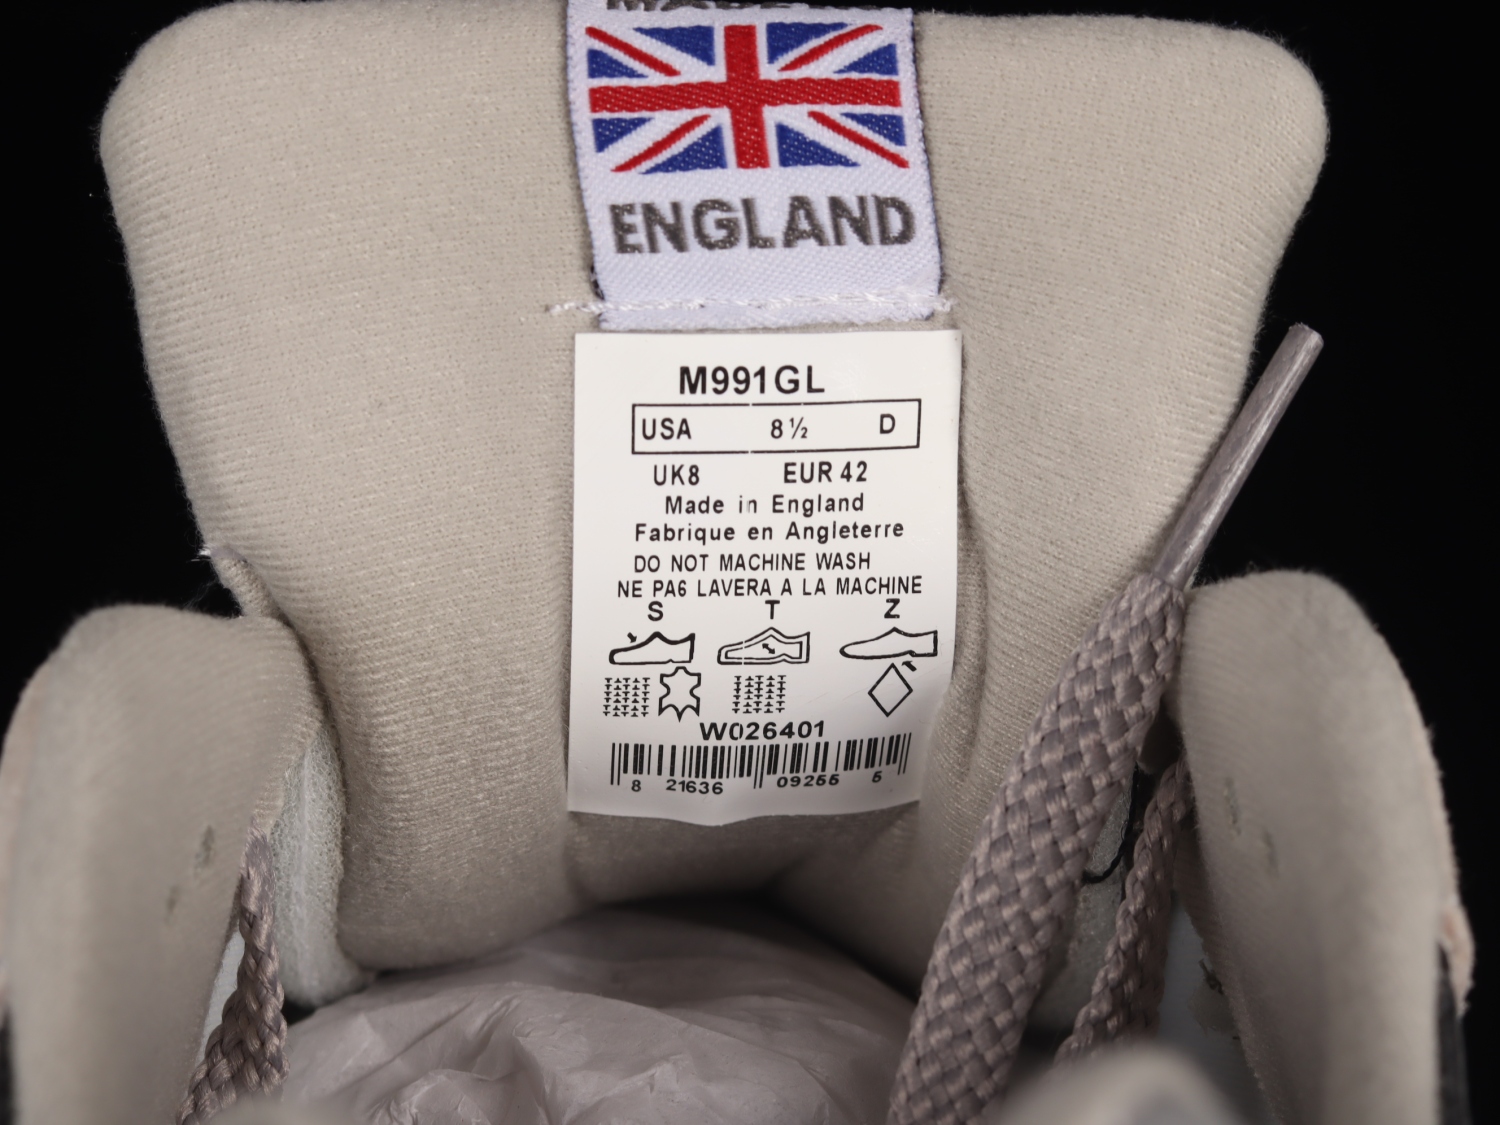 ENGLAND
M991GL
USA 8½ D
UK8 EUR 42
Made in England
Fabrique en Angleterre
DO NOT MACHINE WASH
NE PA6 LAVERA A LA MACHINE
S T Z
W026401
8 21636 09255 5